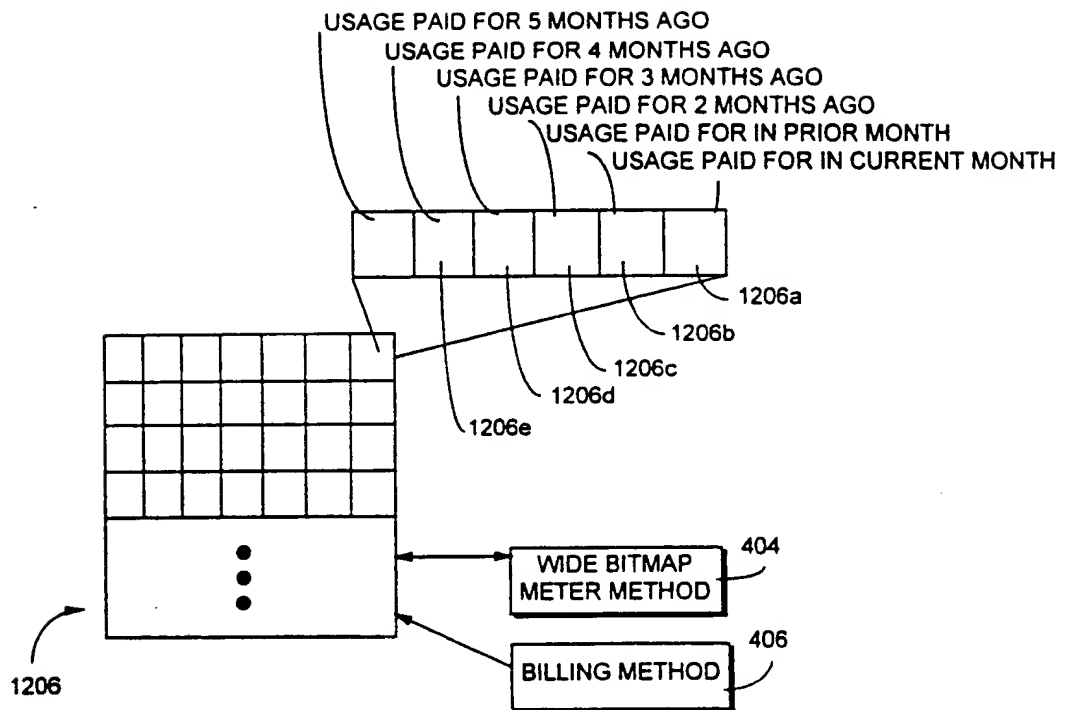 USAGE PAID FOR 5 MONTHS AGO
USAGE PAID FOR 4 MONTHS AGO
USAGE PAID FOR 3 MONTHS AGO
USAGE PAID FOR 2 MONTHS AGO
USAGE PAID FOR IN PRIOR MONTH
USAGE PAID FOR IN CURRENT MONTH
1206a
1206b
1206c
1206d
1206e
404
WIDE BITMAP
METER METHOD
406
BILLING METHOD
1206